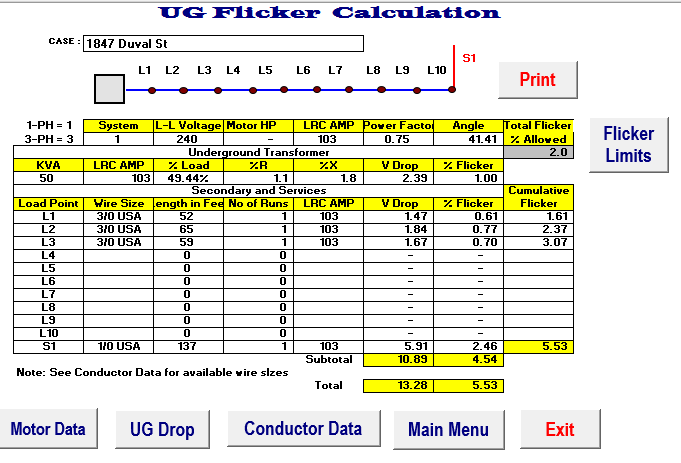 UG Flicker Calculation
CASE : 1847 Duval St
S1
L1 L2 L3 L4 L5 L6 L7 L8 L9 L10
Print
1-PH = 1 System L-L Voltage Motor HP LRC AMP Power Facto Angle Total Flicker
3-PH = 3 1 240 - 103 0.75 41.41 % Allowed
Underground Transformer 2.0
Flicker
Limits
KVA LRC AMP % Load %R %X V Drop % Flicker
50 103 49.44% 1.1 1.8 2.39 1.00
Secondary and Services Cumulative
Load Point Wire Size ength in Fee No of Runs LRC AMP V Drop % Flicker Flicker
L1 3/0 USA 52 1 103 1.47 0.61 1.61
L2 3/0 USA 65 1 103 1.84 0.77 2.37
L3 3/0 USA 59 1 103 1.67 0.70 3.07
L4 0 0 - -
L5 0 0 - -
L6 0 0 - -
L7 0 0 - -
L8 0 0 - -
L9 0 0 - -
L10 0 0 - -
S1 1/0 USA 137 1 103 5.91 2.46 5.53
Subtotal 10.89 4.54
Note: See Conductor Data for available wire sizes
Total 13.28 5.53
Motor Data UG Drop Conductor Data Main Menu Exit